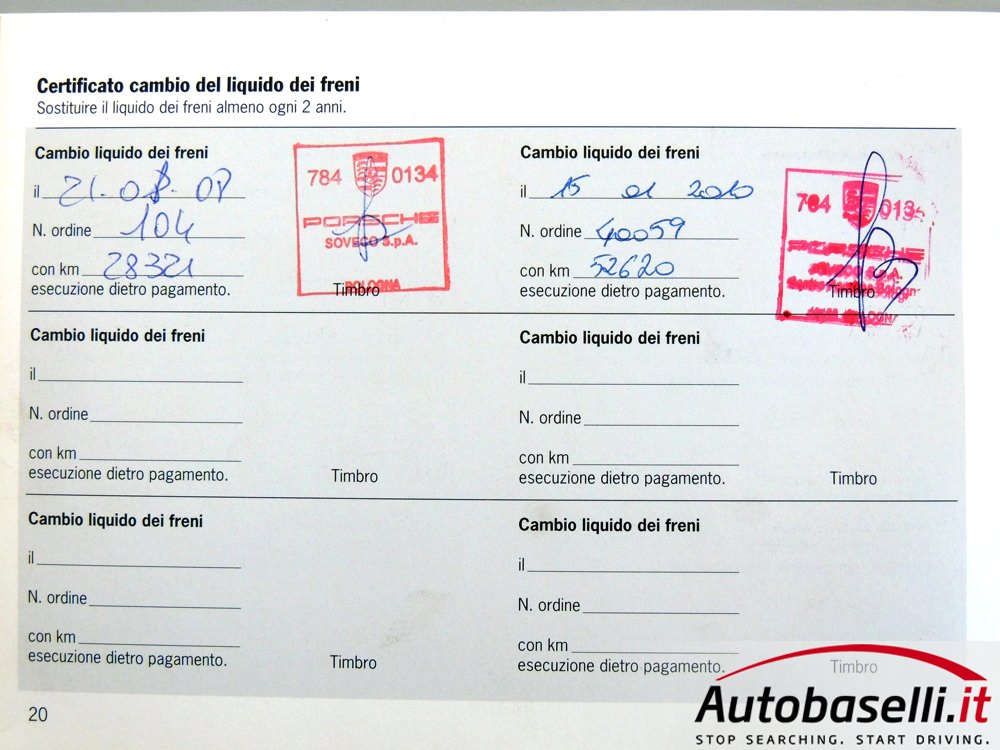 Certificato cambio del liquido dei freni
Sostituire il liquido dei freni almeno ogni 2 anni.
Cambio liquido dei freni
il 21.08.08
N. ordine 104
con km 28321
esecuzione dietro pagamento.
784 0134
PORSCHE
SOVECO S.p.A.
BOLOGNA
Timbro
Cambio liquido dei freni
il 15 01 2010
N. ordine 40059
con km 52620
esecuzione dietro pagamento.
784 0134
Timbro
Cambio liquido dei freni
il
N. ordine
con km
esecuzione dietro pagamento.
Timbro
Cambio liquido dei freni
il
N. ordine
con km
esecuzione dietro pagamento.
Timbro
Cambio liquido dei freni
il
N. ordine
con km
esecuzione dietro pagamento.
Timbro
Cambio liquido dei freni
il
N. ordine
con km
esecuzione dietro pagamento.
Timbro
20
Autobaselli.it
STOP SEARCHING. START DRIVING.